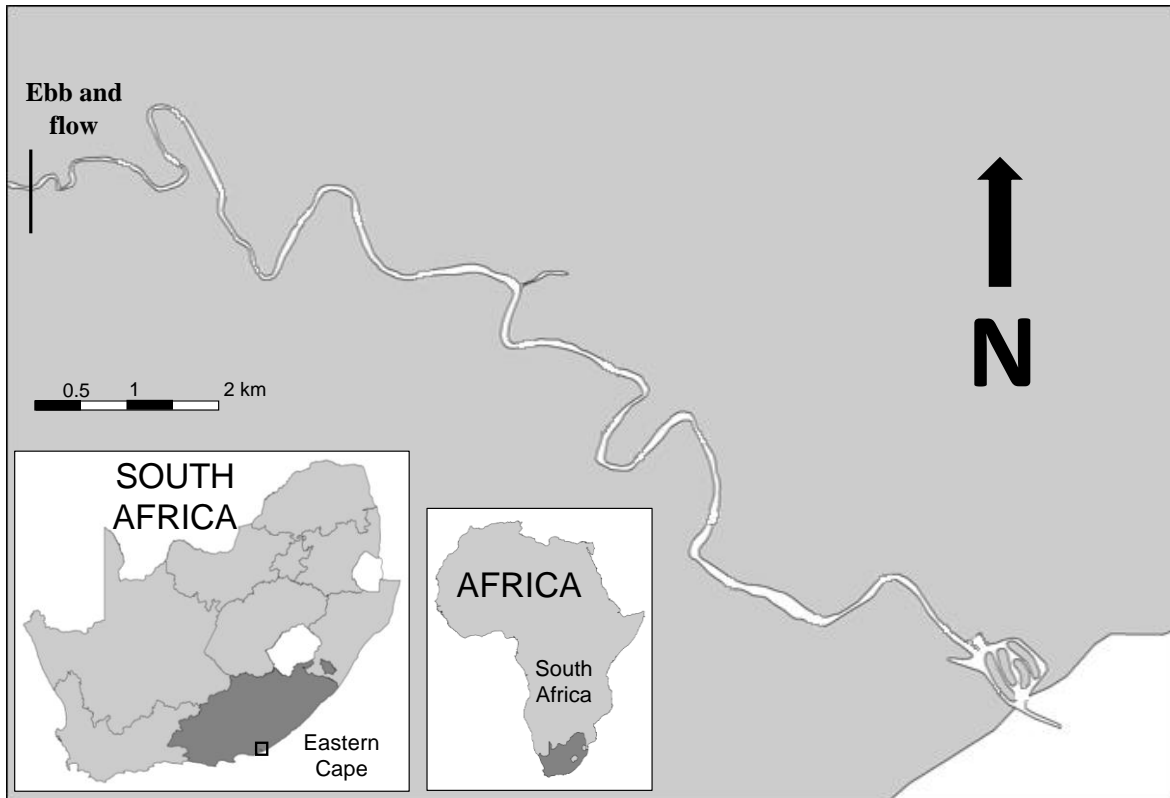 Ebb and
flow
N
0.5 1 2 km
SOUTH
AFRICA
Eastern
Cape
AFRICA
South
Africa